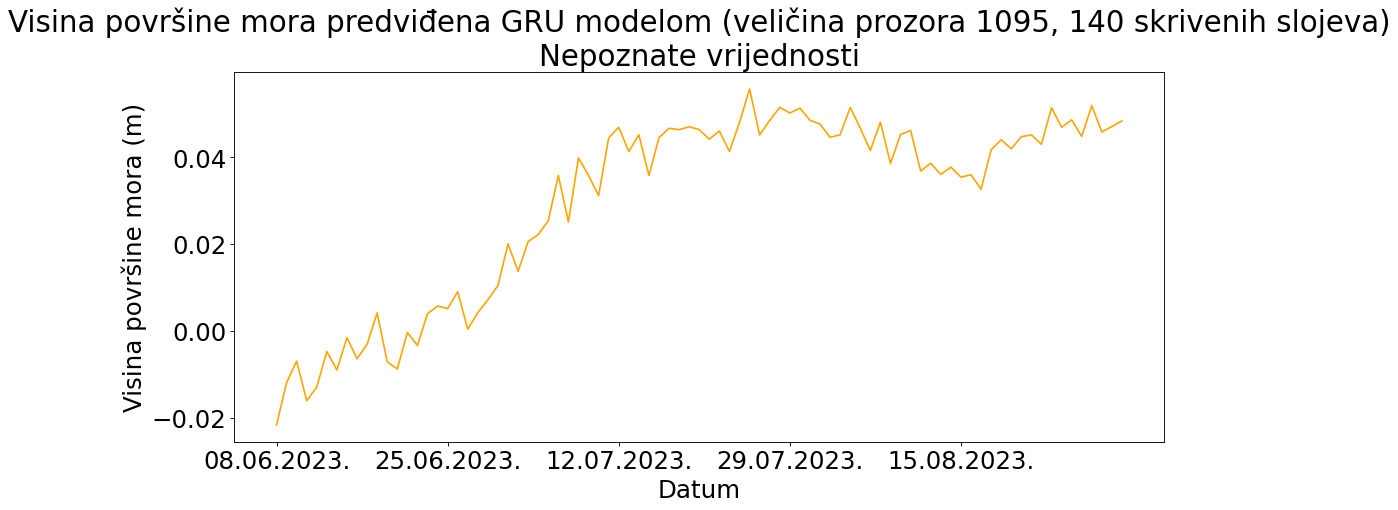 Visina površine mora predviđena GRU modelom (veličina prozora 1095, 140 skrivenih slojeva)
Nepoznate vrijednosti
Visina površine mora (m)
0.04
0.02
0.00
−0.02
08.06.2023.
25.06.2023.
12.07.2023.
29.07.2023.
15.08.2023.
Datum